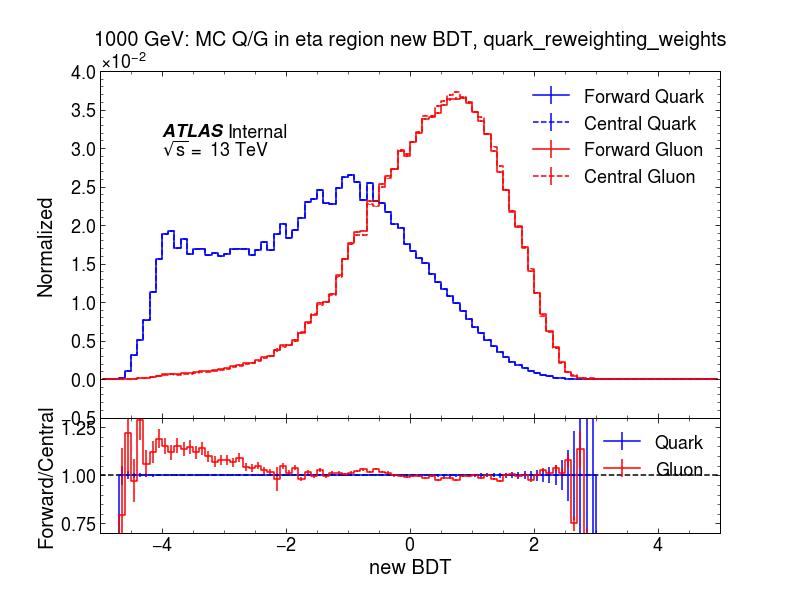 1000 GeV: MC Q/G in eta region new BDT, quark_reweighting_weights
×10⁻²
4.0
3.5
3.0
2.5
2.0
1.5
1.0
0.5
0.0
−0.5
Normalized
ATLAS Internal
√s = 13 TeV
Forward Quark
Central Quark
Forward Gluon
Central Gluon
1.25
1.00
0.75
Forward/Central
Quark
Gluon
−4 −2 0 2 4
new BDT